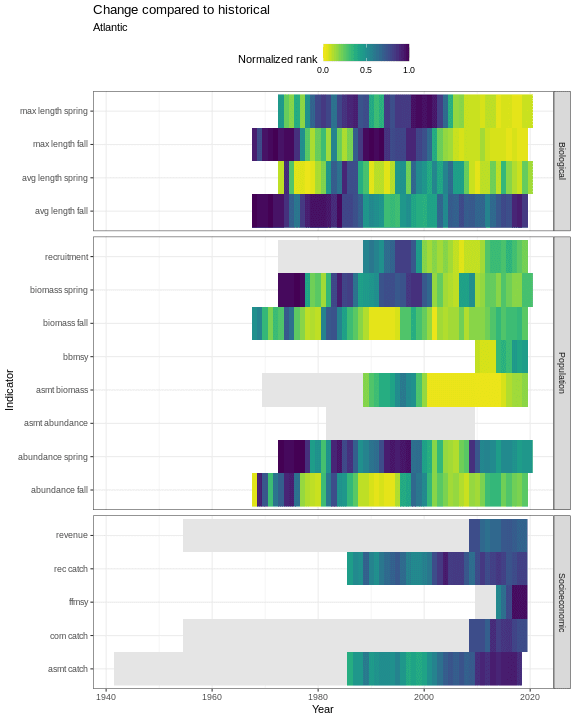 Change compared to historical
Atlantic
Normalized rank
0.0 0.5 1.0
max length spring
max length fall
avg length spring
avg length fall
Biological
recruitment
biomass spring
biomass fall
bbmsy
asmt biomass
asmt abundance
abundance spring
abundance fall
Population
revenue
rec catch
ffmsy
com catch
asmt catch
Socioeconomic
Indicator
1940 1960 1980 2000 2020
Year